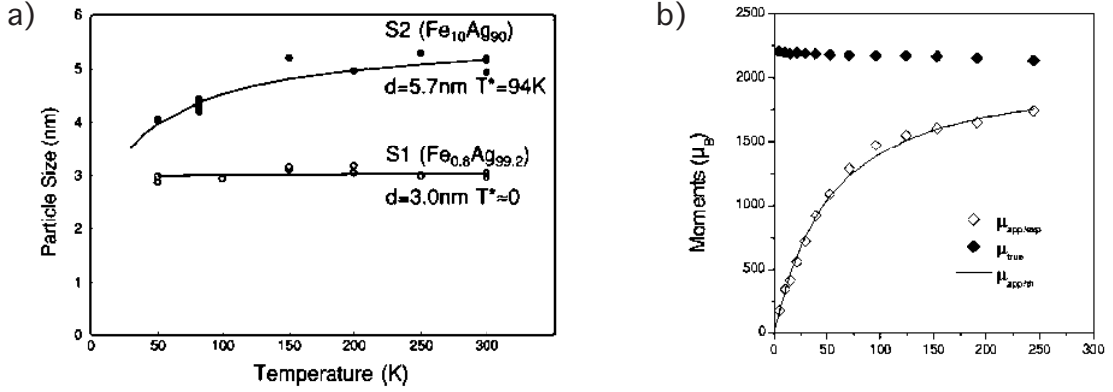 a)
Particle Size (nm)
6
5
4
3
2
1
0
S2 (Fe10Ag90)
d=5.7nm T*=94K
S1 (Fe0.8Ag99.2)
d=3.0nm T*≈0
0 50 100 150 200 250 300
Temperature (K)
b)
Moments (μB)
2500
2000
1500
1000
500
0
μapp/exp
μtrue
μapp/th
0 50 100 150 200 250 300